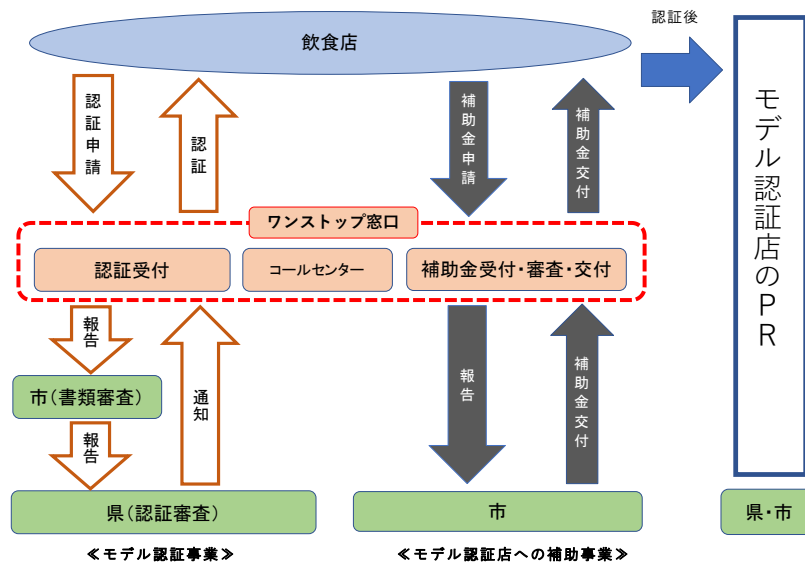 飲食店
認証後
認証申請
認証
補助金申請
補助金交付
モデル認証店のPR
ワンストップ窓口
認証受付
コールセンター
補助金受付・審査・交付
報告
通知
報告
補助金交付
市(書類審査)
報告
県(認証審査)
市
県・市
≪モデル認証事業≫
≪モデル認証店への補助事業≫